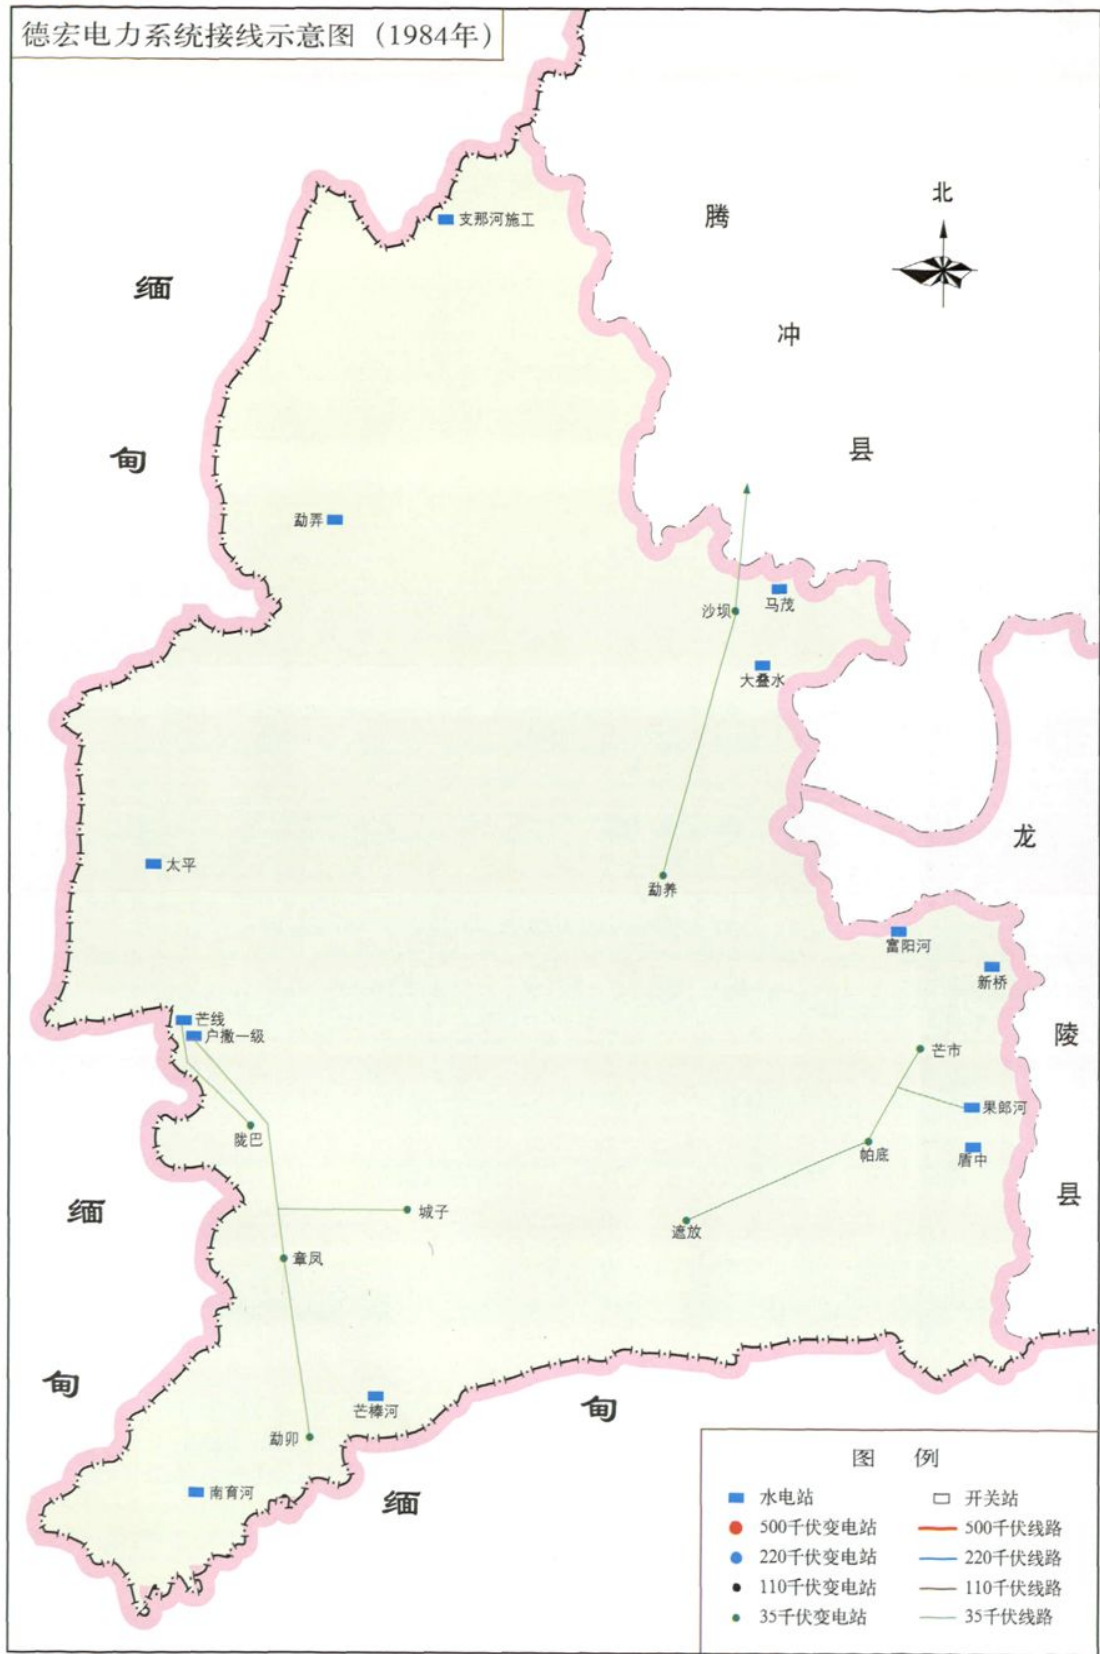 德宏电力系统接线示意图（1984年）
北
腾
冲
县
缅
甸
支那河施工
勐弄
沙坝
马茂
大叠水
太平
勐养
龙
陵
县
富阳河
新桥
芒线
户撒一级
芒市
果郎河
陇巴
帕底
盾中
缅
甸
城子
遮放
章凤
芒棒河
勐卯
南育河
甸
缅
图 例
水电站
开关站
500千伏变电站
500千伏线路
220千伏变电站
220千伏线路
110千伏变电站
110千伏线路
35千伏变电站
35千伏线路